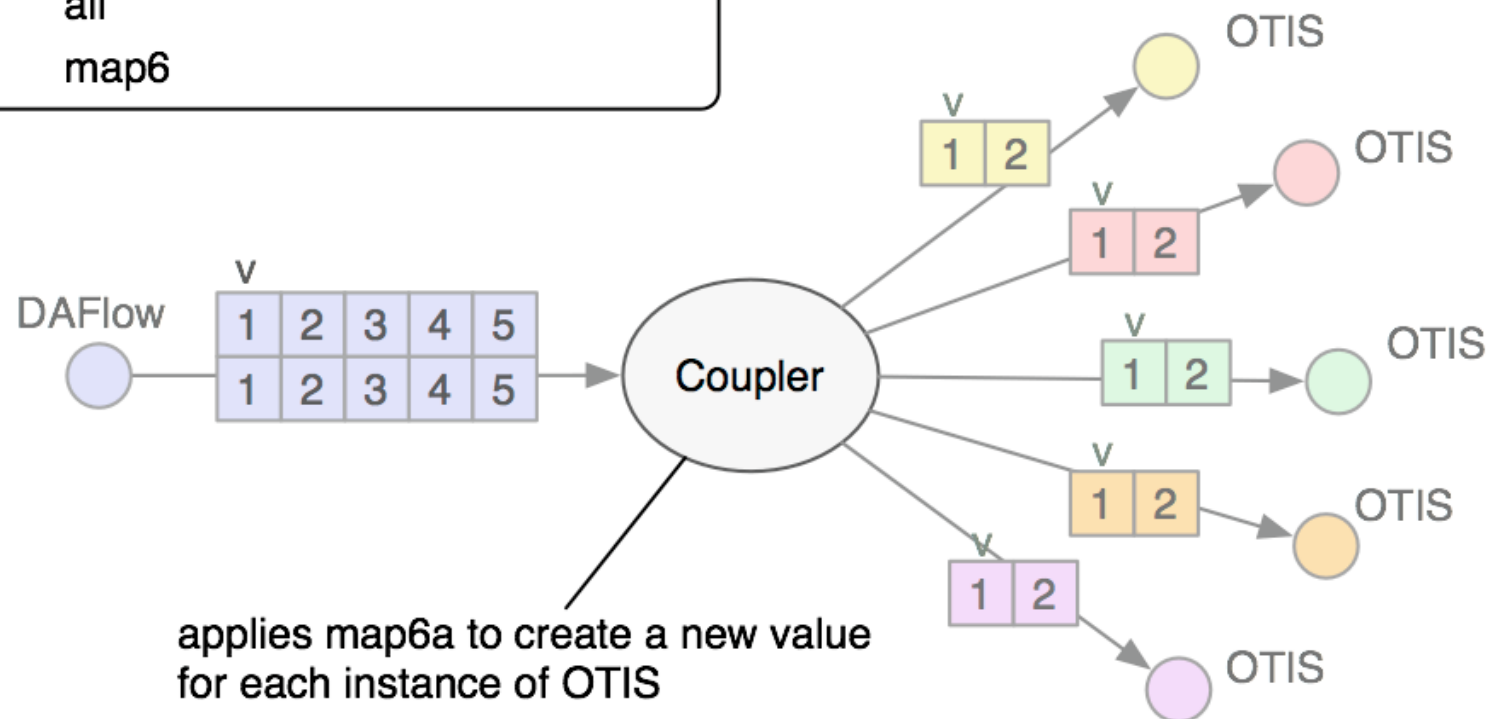 all
map6
OTIS
v
1 2
OTIS
v
1 2
v
DAFlow
1 2 3 4 5
1 2 3 4 5
Coupler
v
1 2
OTIS
v
1 2
OTIS
v
1 2
OTIS
applies map6a to create a new value
for each instance of OTIS